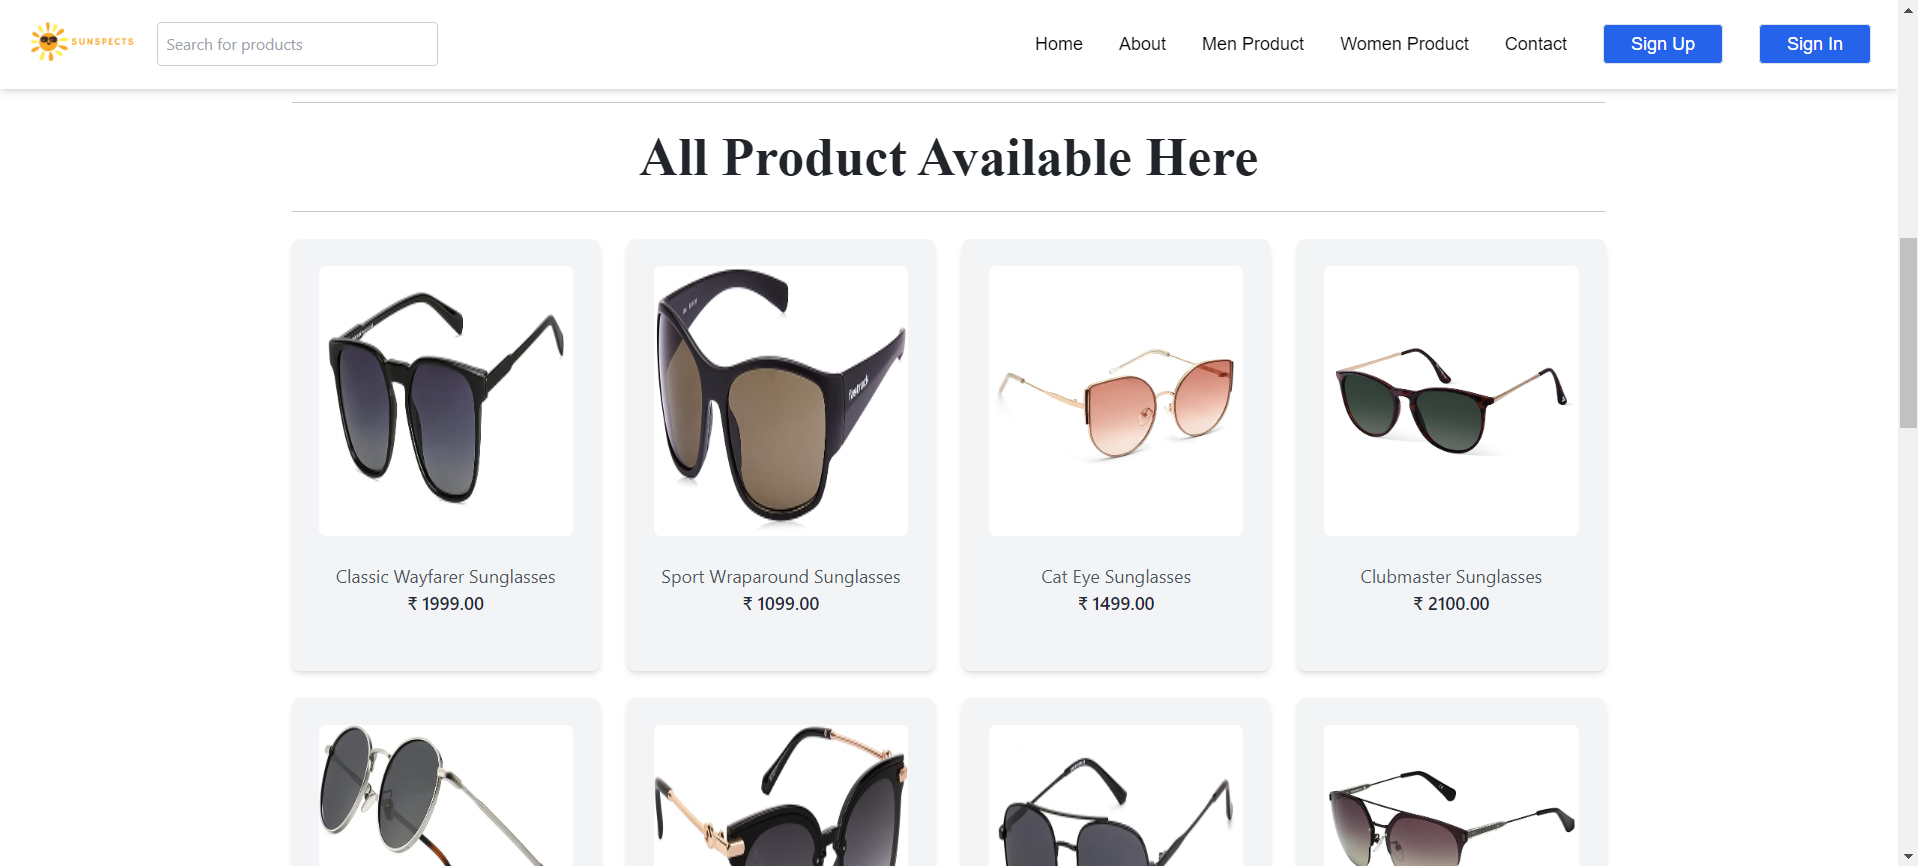 SUNSPECTS
Search for products
Home
About
Men Product
Women Product
Contact
Sign Up
Sign In
All Product Available Here
fastrack
Classic Wayfarer Sunglasses
₹ 1999.00
Sport Wraparound Sunglasses
₹ 1099.00
Cat Eye Sunglasses
₹ 1499.00
Clubmaster Sunglasses
₹ 2100.00